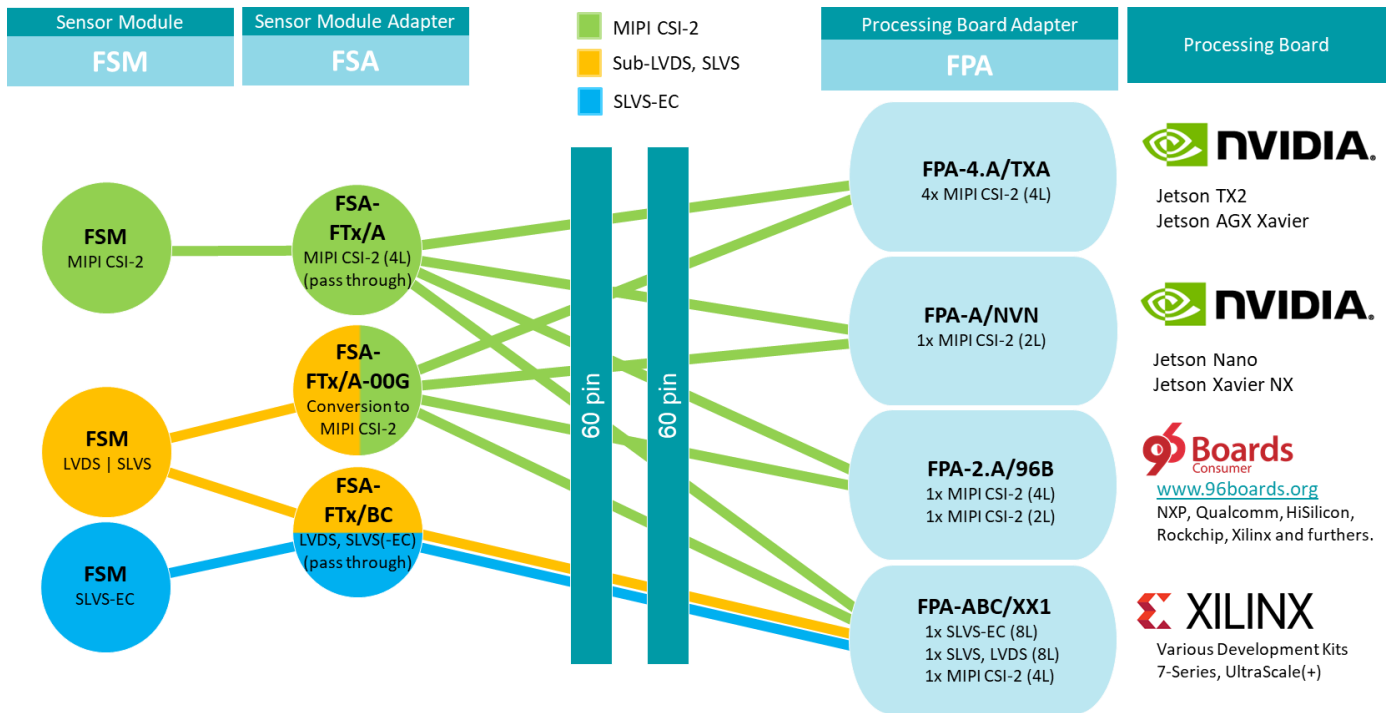 Sensor Module
FSM
Sensor Module Adapter
FSA
MIPI CSI-2
Sub-LVDS, SLVS
SLVS-EC
Processing Board Adapter
FPA
Processing Board
FSM
MIPI CSI-2
FSM
LVDS | SLVS
FSM
SLVS-EC
FSA-
FTx/A
MIPI CSI-2 (4L)
(pass through)
FSA-
FTx/A-00G
Conversion to
MIPI CSI-2
FSA-
FTx/BC
LVDS, SLVS(-EC)
(pass through)
60 pin
60 pin
FPA-4.A/TXA
4x MIPI CSI-2 (4L)
FPA-A/NVN
1x MIPI CSI-2 (2L)
FPA-2.A/96B
1x MIPI CSI-2 (4L)
1x MIPI CSI-2 (2L)
FPA-ABC/XX1
1x SLVS-EC (8L)
1x SLVS, LVDS (8L)
1x MIPI CSI-2 (4L)
NVIDIA.
Jetson TX2
Jetson AGX Xavier
NVIDIA.
Jetson Nano
Jetson Xavier NX
96Boards
Consumer
www.96boards.org
NXP, Qualcomm, HiSilicon,
Rockchip, Xilinx and furthers.
XILINX
Various Development Kits
7-Series, UltraScale(+)